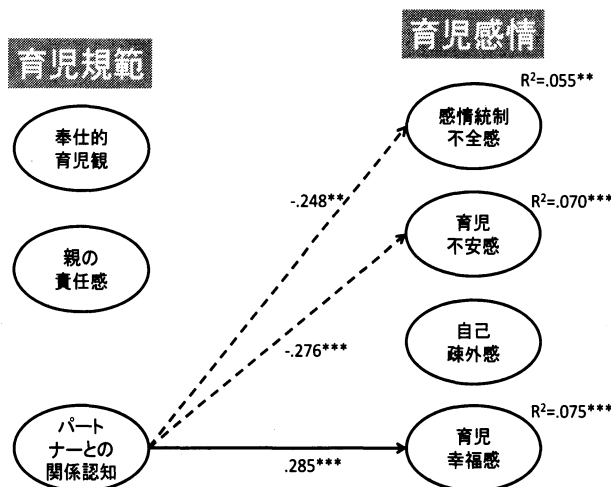 育児規範
奉仕的
育児観
親の
責任感
パート
ナーとの
関係認知
-.248**
-.276***
.285***
育児感情
R²=.055**
感情統制
不全感
R²=.070***
育児
不安感
自己
疎外感
R²=.075***
育児
幸福感